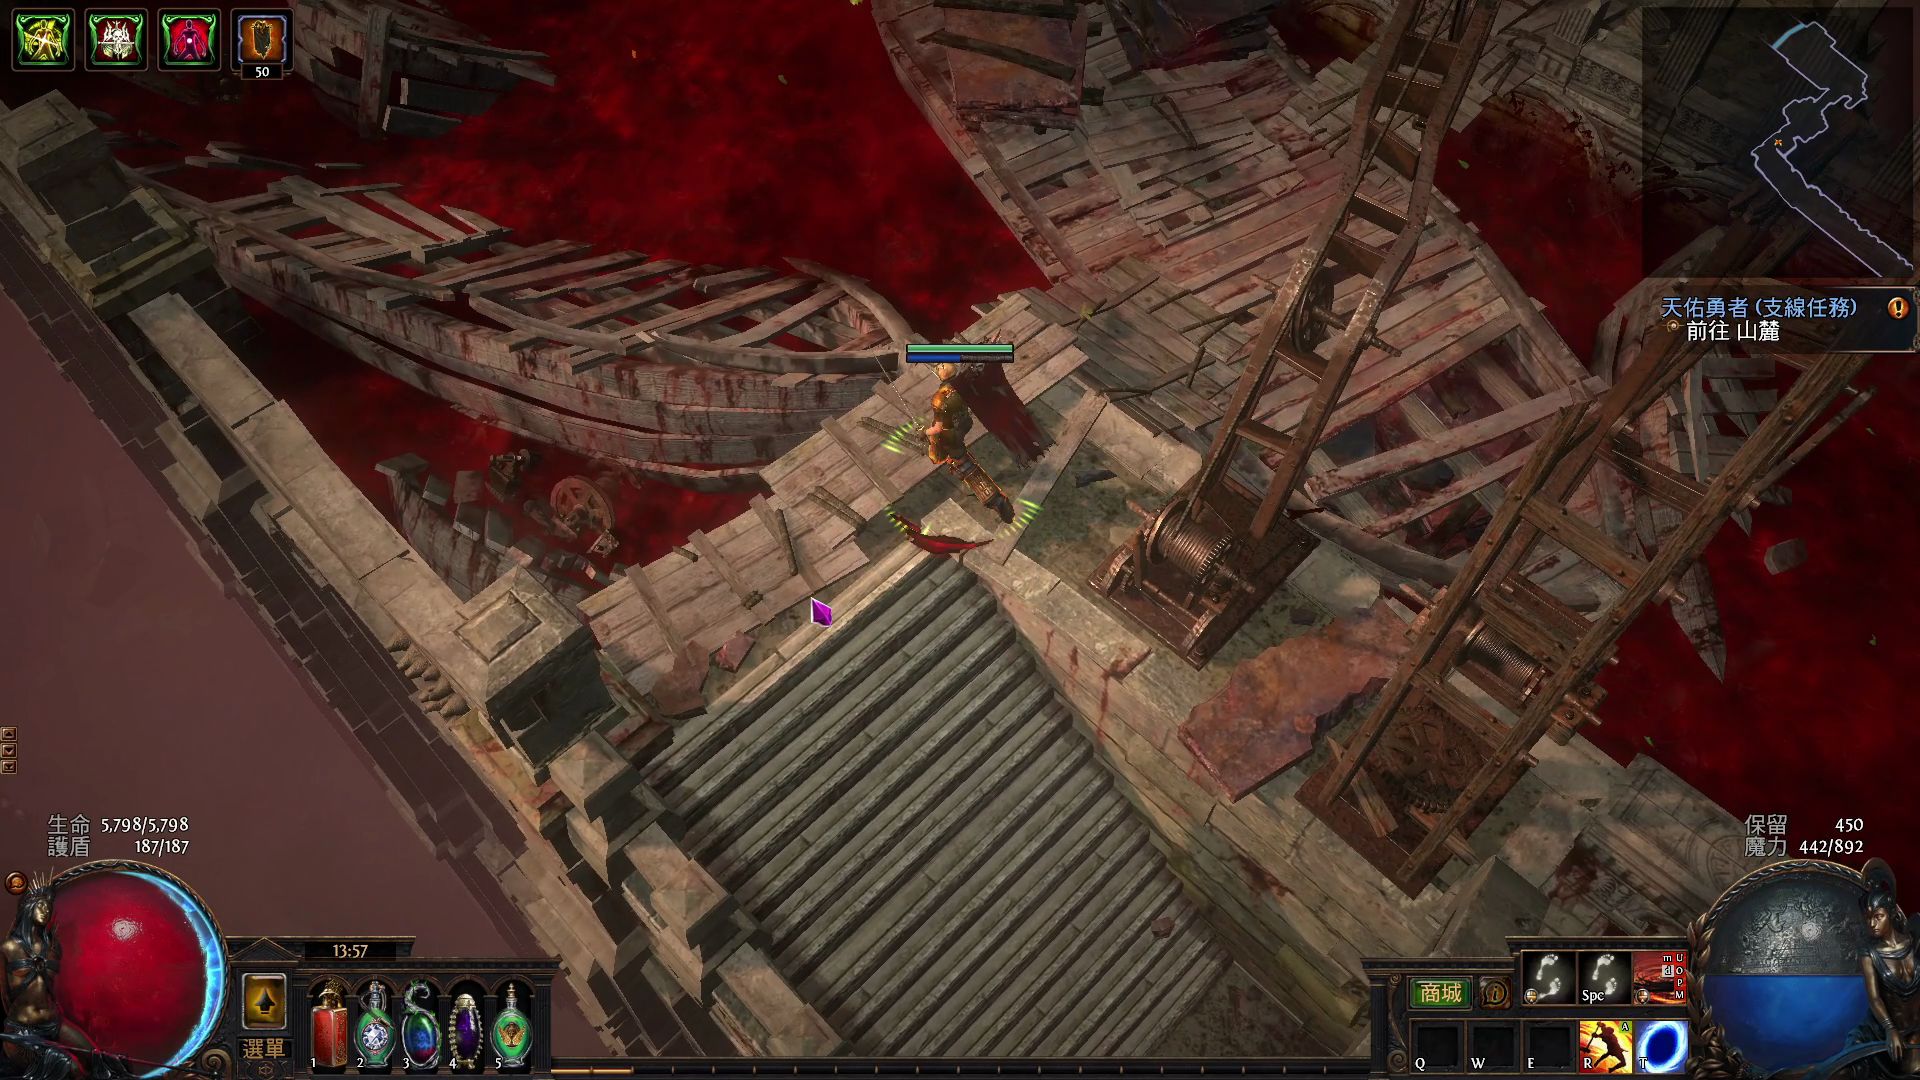 50
天佑勇者 (支線任務)
前往 山麓
生命 5,798/5,798
護盾 187/187
保留 450
魔力 442/892
13:57
選單
1 2 3 4 5
商城
Spc
m U
d O
P
M
Q W E R A T